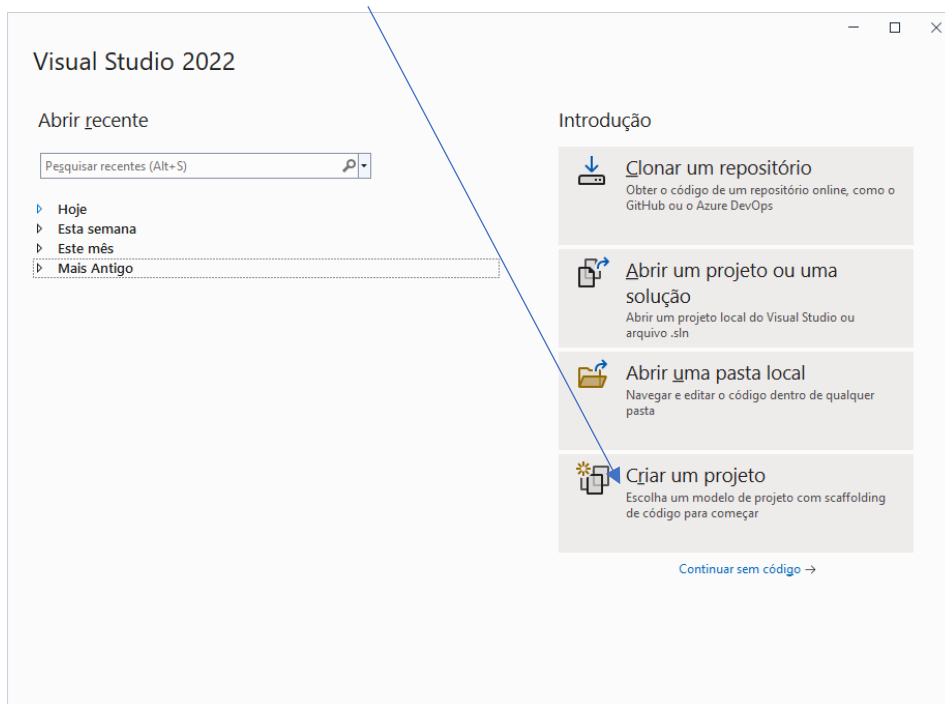 Visual Studio 2022
Abrir recente
Pesquisar recentes (Alt+S)
Hoje
Esta semana
Este mês
Mais Antigo
Introdução
Clonar um repositório
Obter o código de um repositório online, como o
GitHub ou o Azure DevOps
Abrir um projeto ou uma
solução
Abrir um projeto local do Visual Studio ou
arquivo .sln
Abrir uma pasta local
Navegar e editar o código dentro de qualquer
pasta
Criar um projeto
Escolha um modelo de projeto com scaffolding
de código para começar
Continuar sem código →